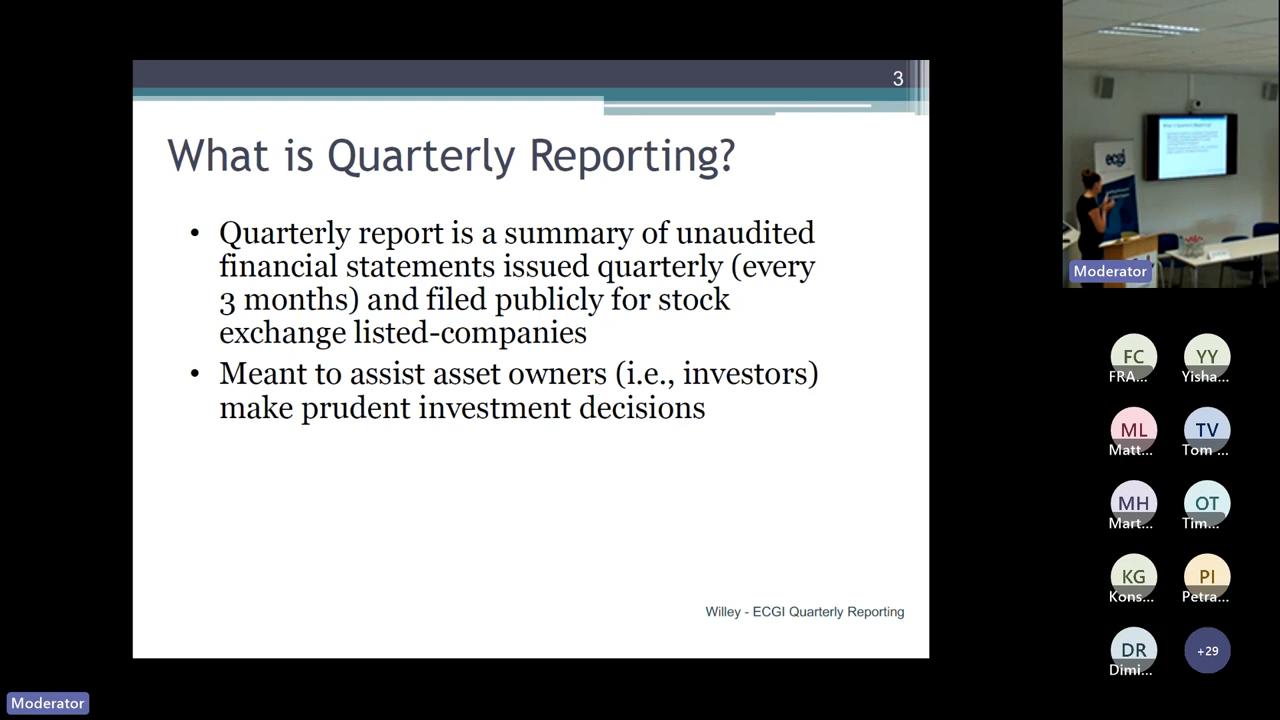 3
What is Quarterly Reporting?
• Quarterly report is a summary of unaudited
financial statements issued quarterly (every
3 months) and filed publicly for stock
exchange listed-companies
• Meant to assist asset owners (i.e., investors)
make prudent investment decisions
Willey - ECGI Quarterly Reporting
ecgi
Moderator
FC
FRA...
YY
Yisha...
ML
Matt...
TV
Tom ...
MH
Mart...
OT
Tim...
KG
Kons...
PI
Petra...
DR
Dimi...
+29
Moderator